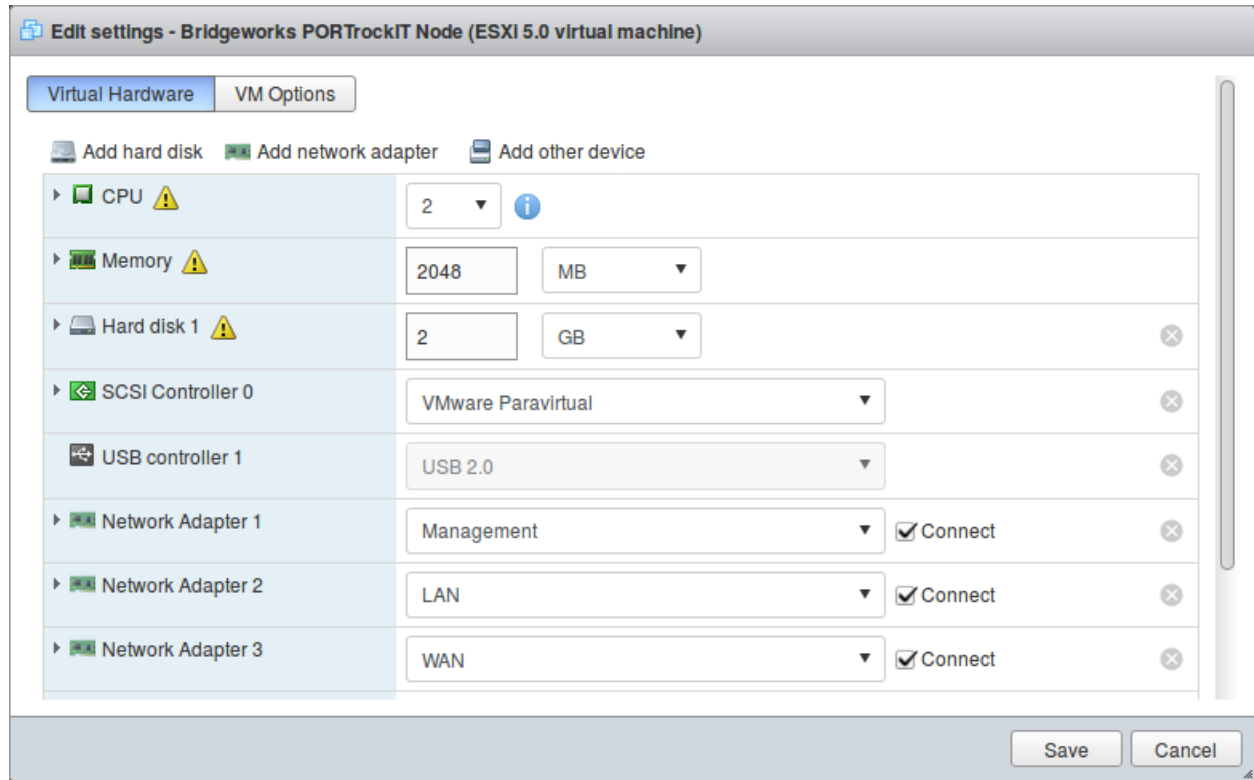 Edit settings - Bridgeworks PORTrockIT Node (ESXI 5.0 virtual machine)
Virtual Hardware VM Options
Add hard disk Add network adapter Add other device
CPU 2
Memory 2048 MB
Hard disk 1 2 GB
SCSI Controller 0 VMware Paravirtual
USB controller 1 USB 2.0
Network Adapter 1 Management Connect
Network Adapter 2 LAN Connect
Network Adapter 3 WAN Connect
Save Cancel